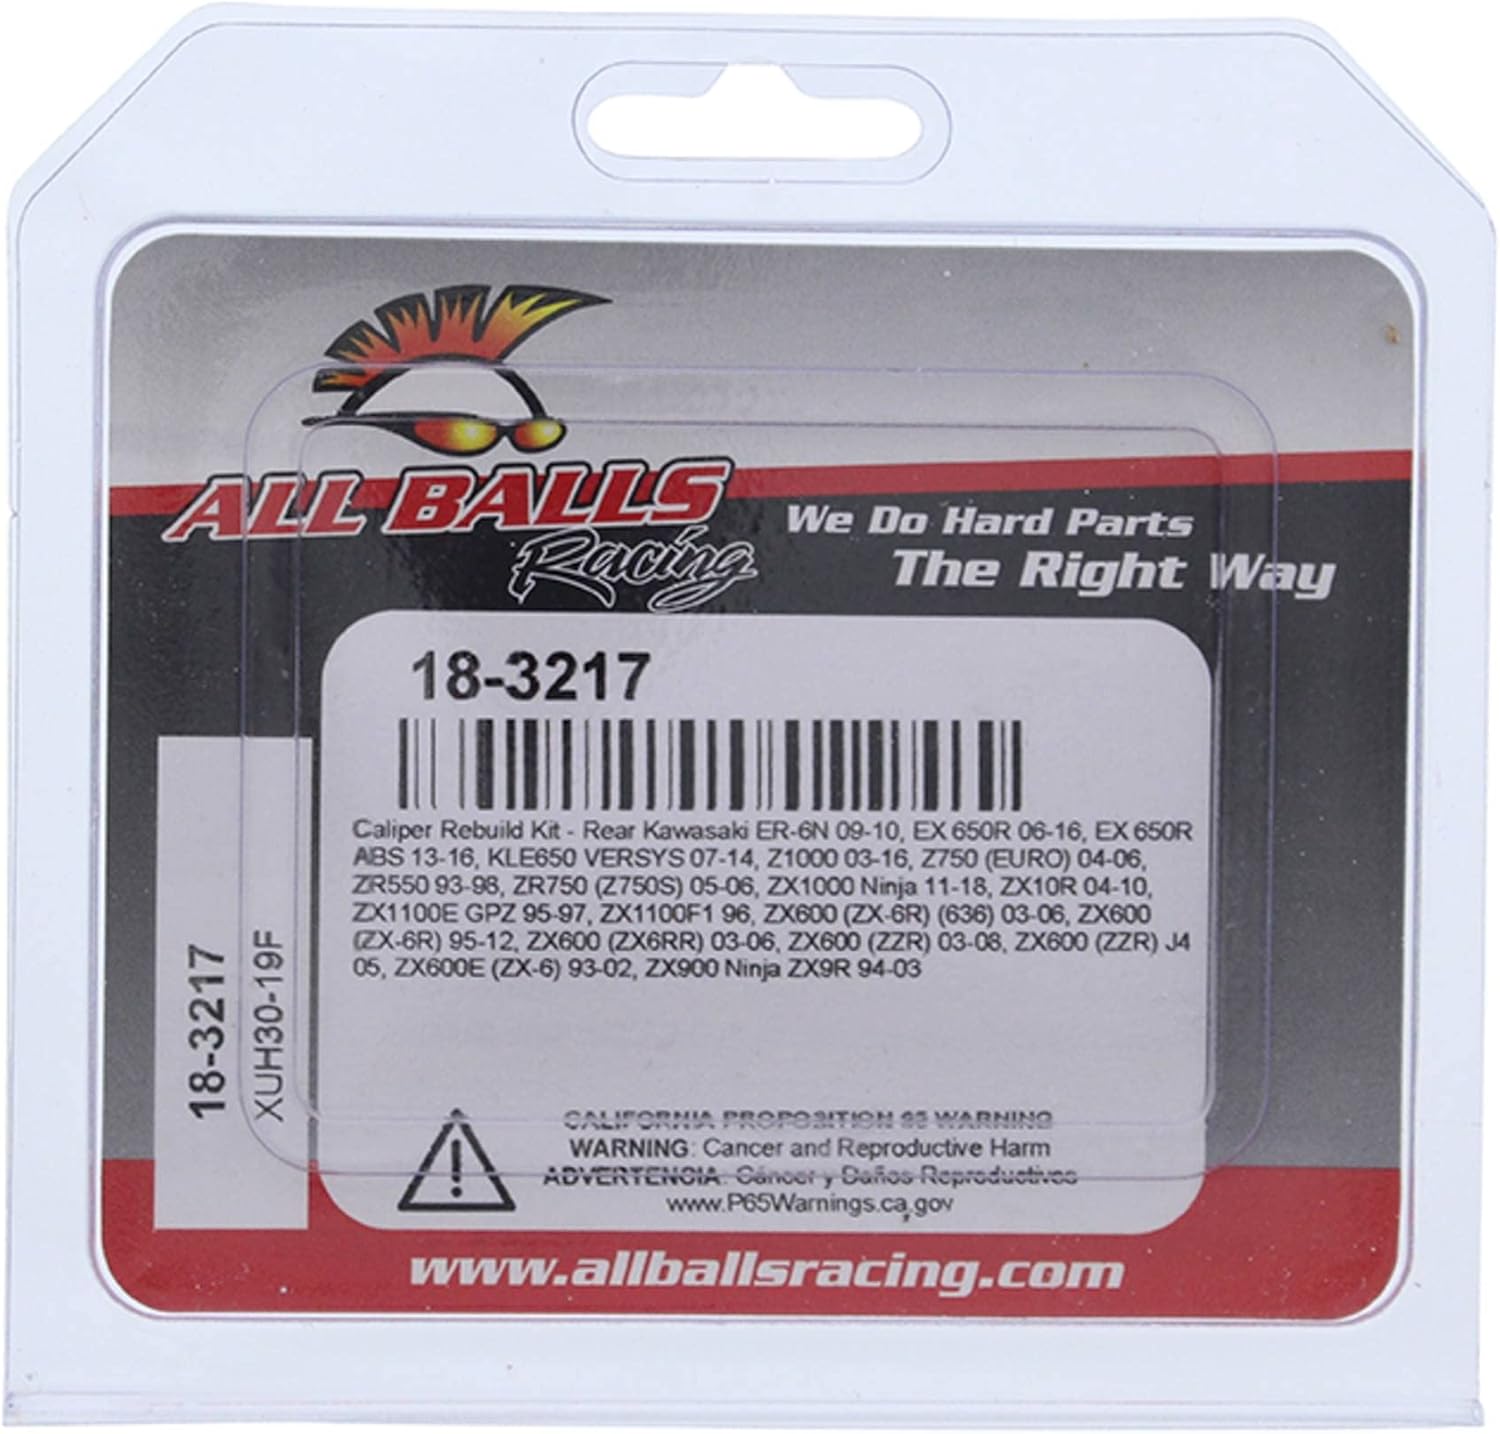 ALL BALLS
Racing
We Do Hard Parts
The Right Way
18-3217
Caliper Rebuild Kit - Rear Kawasaki ER-6N 09-10, EX 650R 06-16, EX 650R
ABS 13-16, KLE650 VERSYS 07-14, Z1000 03-16, Z750 (EURO) 04-06,
ZR550 93-98, ZR750 (Z750S) 05-06, ZX1000 Ninja 11-18, ZX10R 04-10,
ZX1100E GPZ 95-97, ZX1100F1 96, ZX600 (ZX-6R) (636) 03-06, ZX600
(ZX-6R) 95-12, ZX600 (ZX6RR) 03-06, ZX600 (ZZR) 03-08, ZX600 (ZZR) J4
05, ZX600E (ZX-6) 93-02, ZX900 Ninja ZX9R 94-03
18-3217
XUH30-19F
CALIFORNIA PROPOSITION 65 WARNING
WARNING: Cancer and Reproductive Harm
ADVERTENCIA: Cáncer y Daños Reproductivos
www.P65Warnings.ca.gov
www.allballsracing.com